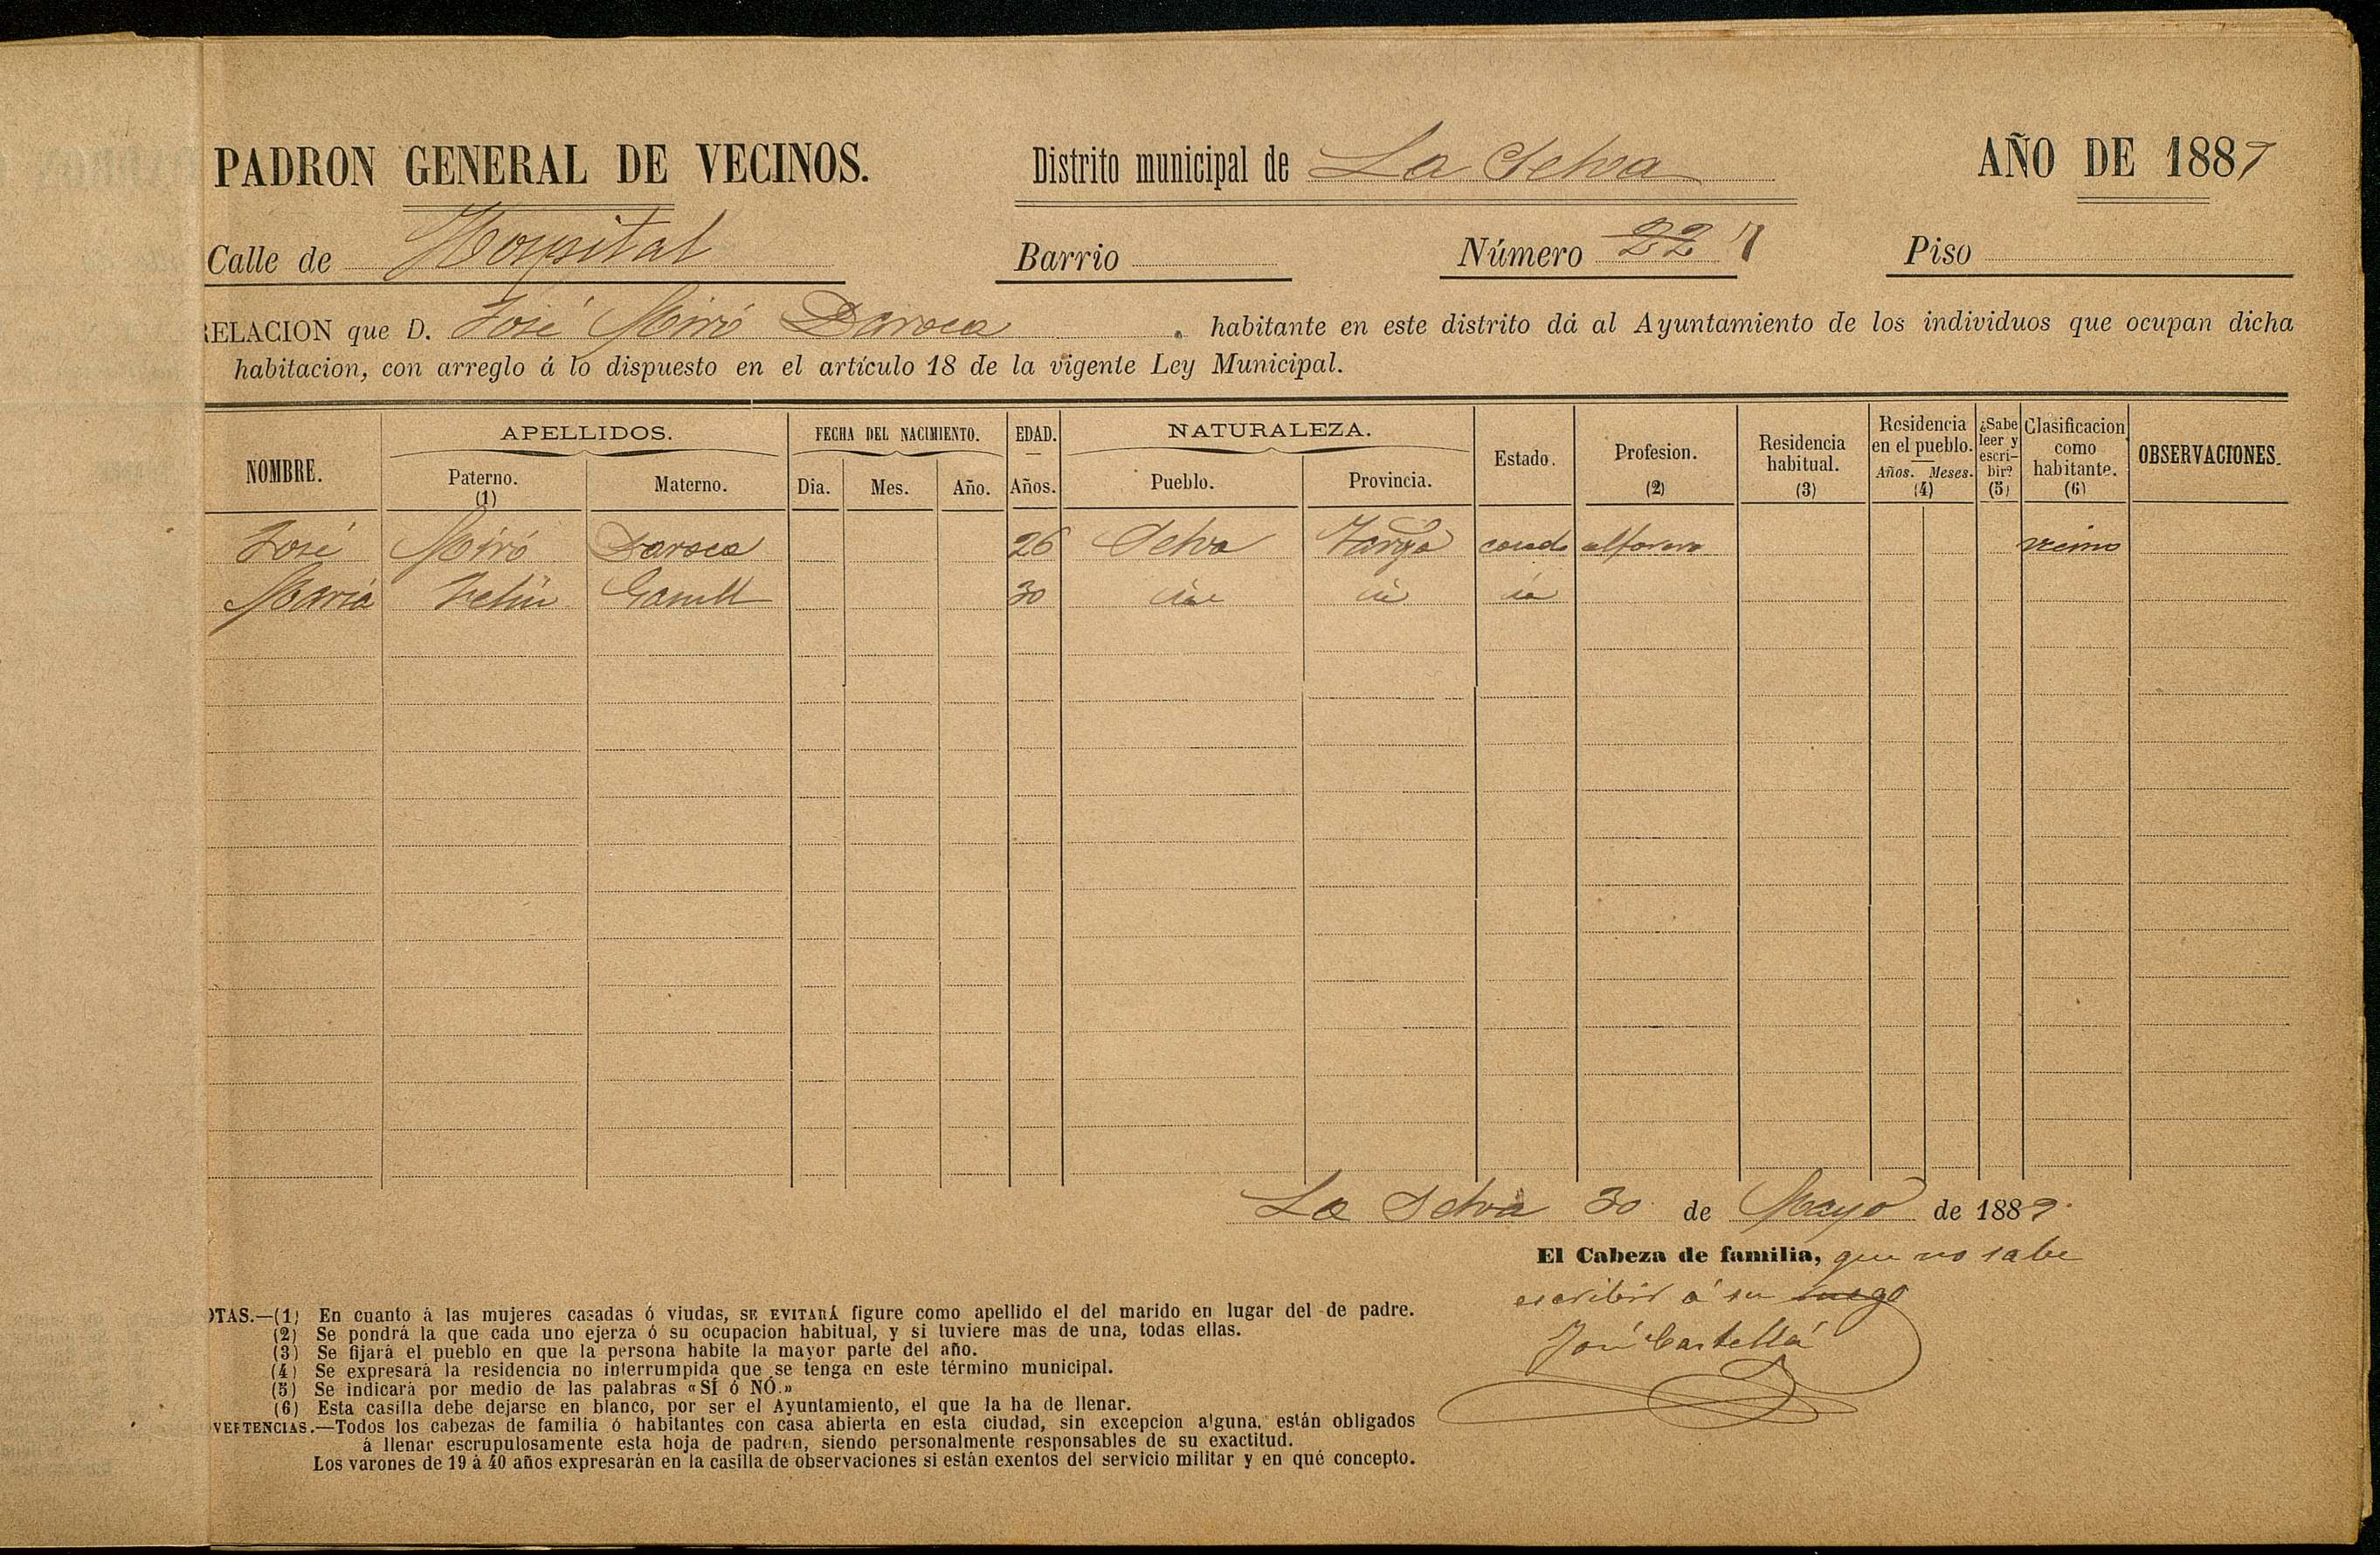 PADRON GENERAL DE VECINOS. Distrito municipal de La Selva AÑO DE 1889
Calle de Hospital Barrio Número 22 Piso
RELACION que D. José Miró Daroca habitante en este distrito dá al Ayuntamiento de los individuos que ocupan dicha
habitacion, con arreglo á lo dispuesto en el artículo 18 de la vigente Ley Municipal.
NOMBRE. APELLIDOS. Paterno. (1) Materno. FECHA DEL NACIMIENTO. Dia. Mes. Año. EDAD. Años. NATURALEZA. Pueblo. Provincia. Estado. Profesion. (2) Residencia habitual. (3) Residencia en el pueblo. Años. Meses. (4) ¿Sabe leer y escri-bir? (5) Clasificacion como habitante. (6) OBSERVACIONES.
José Miró Daroca 26 Selva casado alfarero vecino
Maria 30
La Selva 30 de Mayo de 1889.
El Cabeza de familia, que no sabe
escribir á su ruego
José Castellá
OTAS.—(1) En cuanto á las mujeres casadas ó viudas, SE EVITARÁ figure como apellido el del marido en lugar del de padre.
(2) Se pondrá la que cada uno ejerza ó su ocupacion habitual, y si tuviere mas de una, todas ellas.
(3) Se fijará el pueblo en que la persona habite la mayor parte del año.
(4) Se expresará la residencia no interrumpida que se tenga en este término municipal.
(5) Se indicará por medio de las palabras «SÍ ó NÓ.»
(6) Esta casilla debe dejarse en blanco, por ser el Ayuntamiento, el que la ha de llenar.
VERTENCIAS.—Todos los cabezas de familia ó habitantes con casa abierta en esta ciudad, sin excepcion alguna, están obligados
á llenar escrupulosamente esta hoja de padron, siendo personalmente responsables de su exactitud.
Los varones de 19 á 40 años expresarán en la casilla de observaciones si están exentos del servicio militar y en qué concepto.